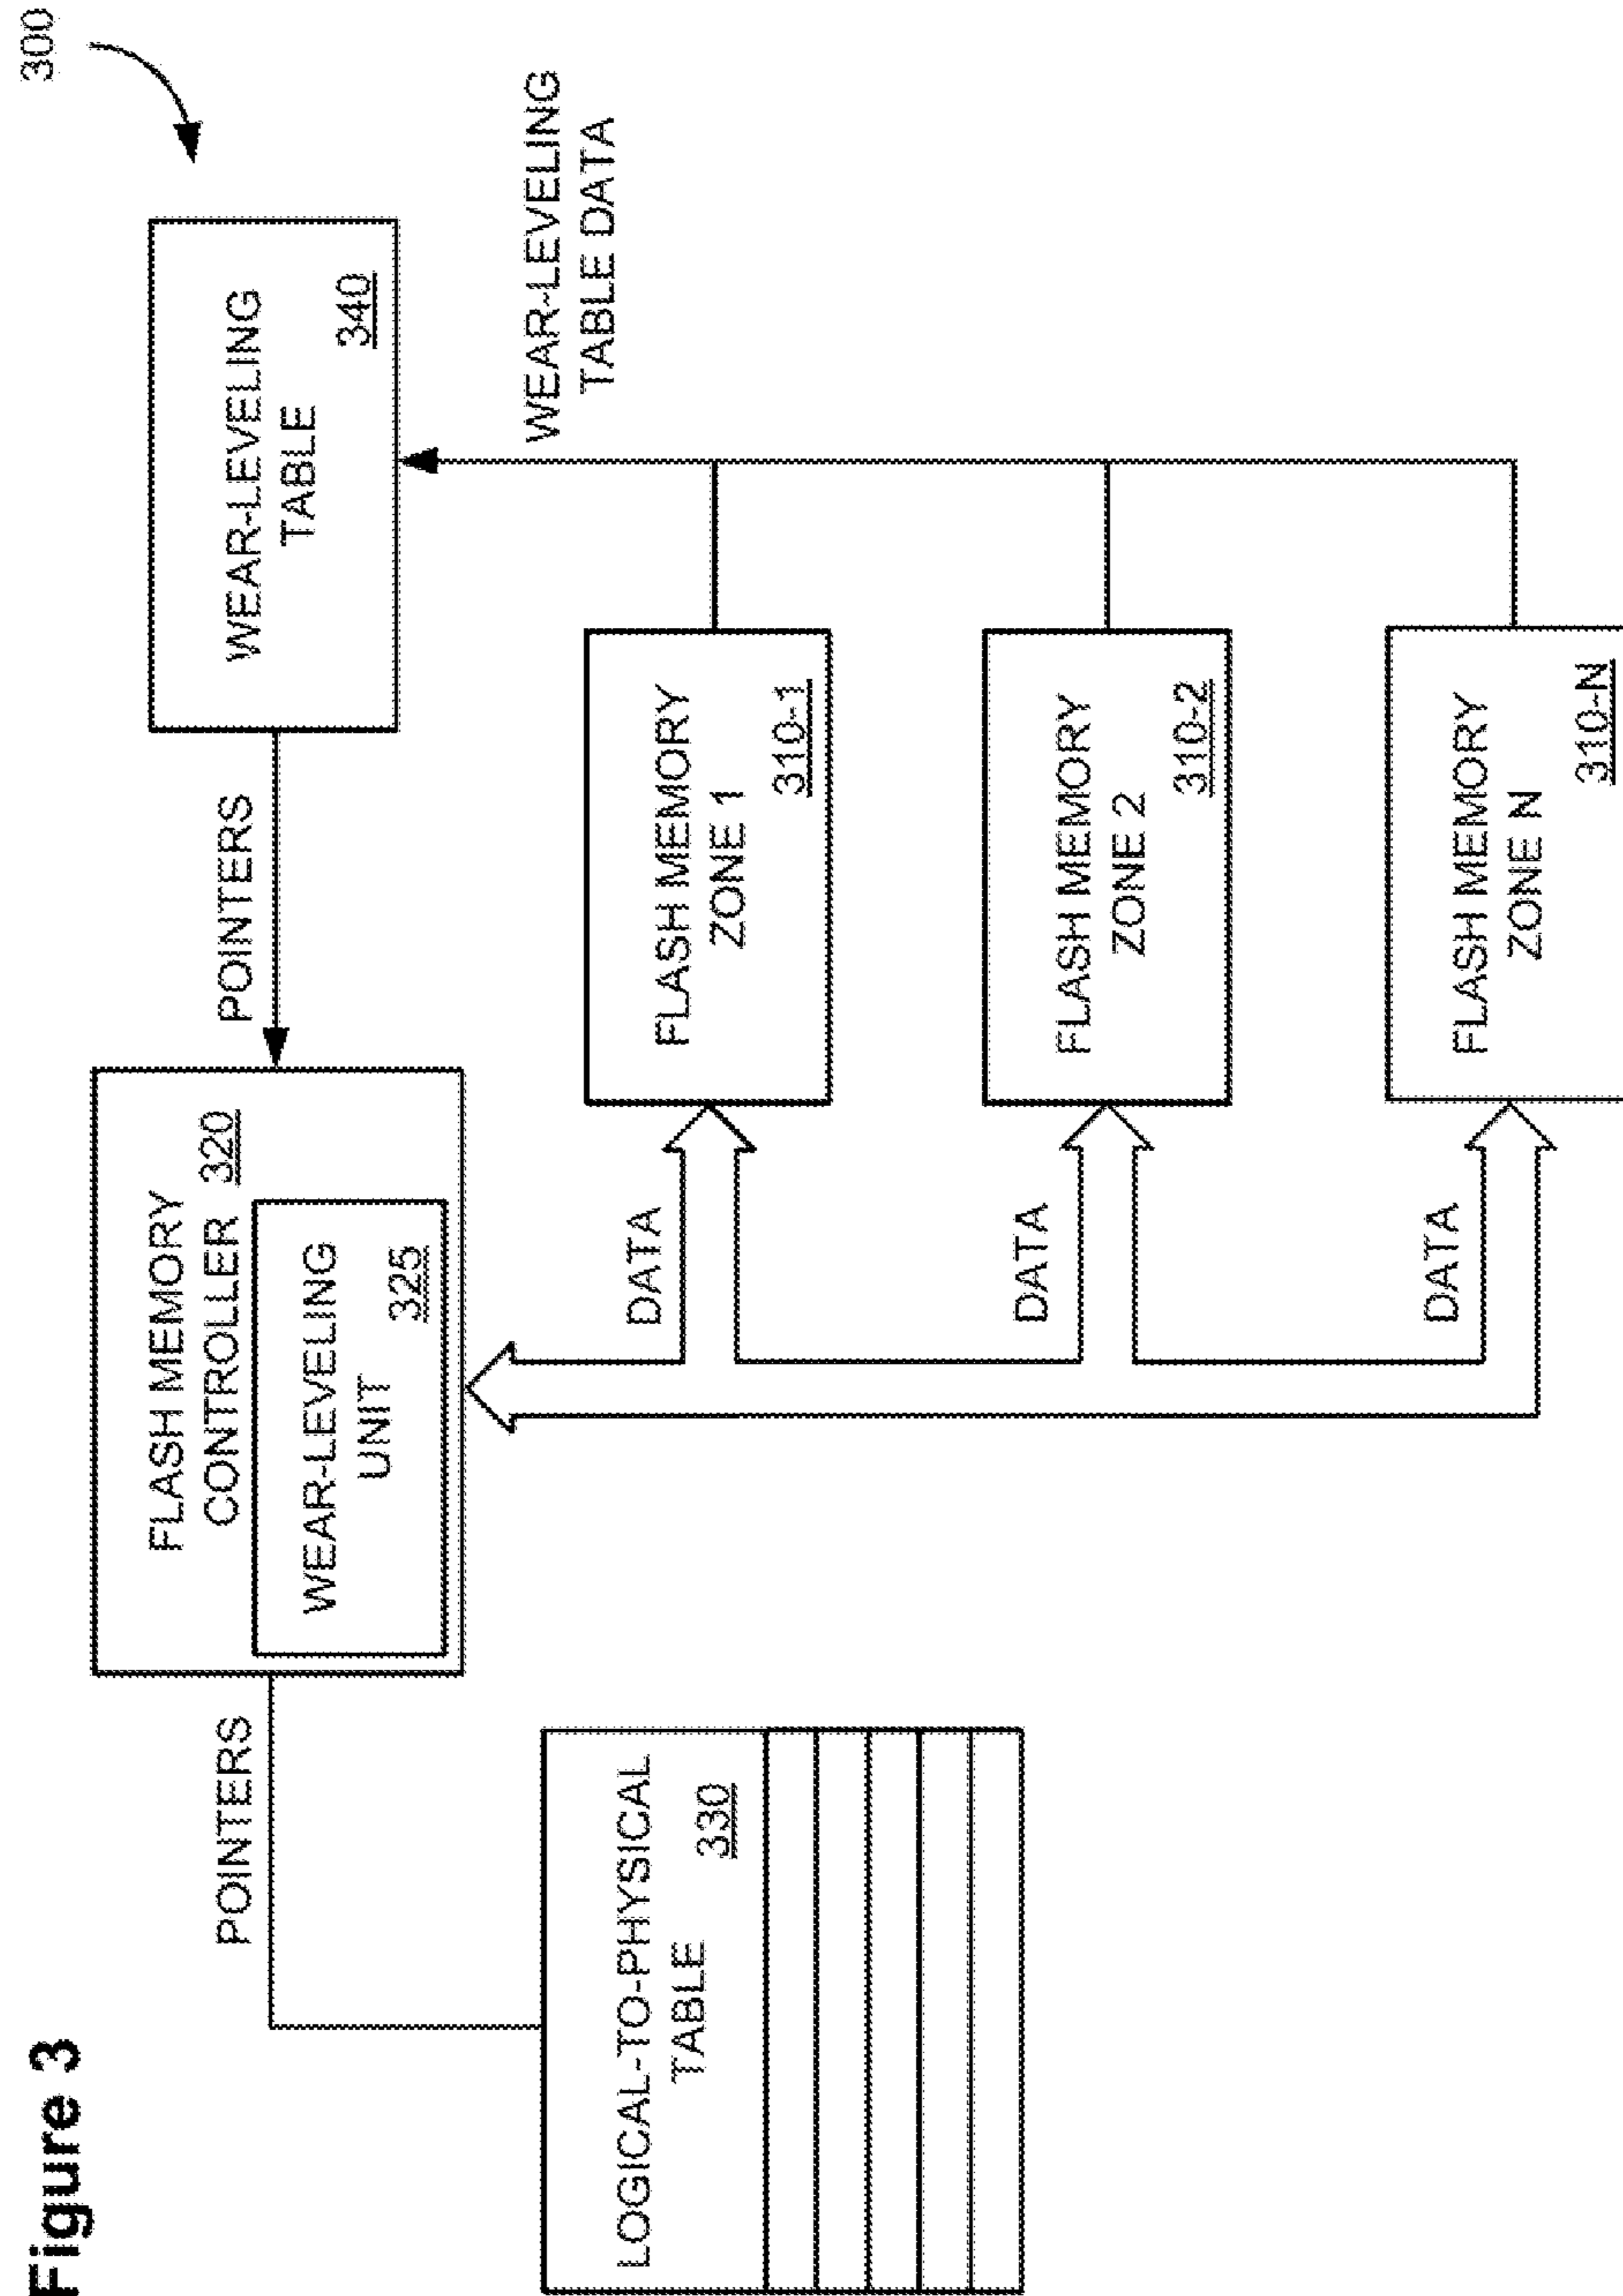 Figure 3
300
POINTERS
FLASH MEMORY
CONTROLLER 320
WEAR-LEVELING
UNIT
325
POINTERS
WEAR-LEVELING
TABLE
340
LOGICAL-TO-PHYSICAL
TABLE
330
WEAR-LEVELING
TABLE DATA
DATA
FLASH MEMORY
ZONE 1
310-1
DATA
FLASH MEMORY
ZONE 2
310-2
DATA
FLASH MEMORY
ZONE N
310-N